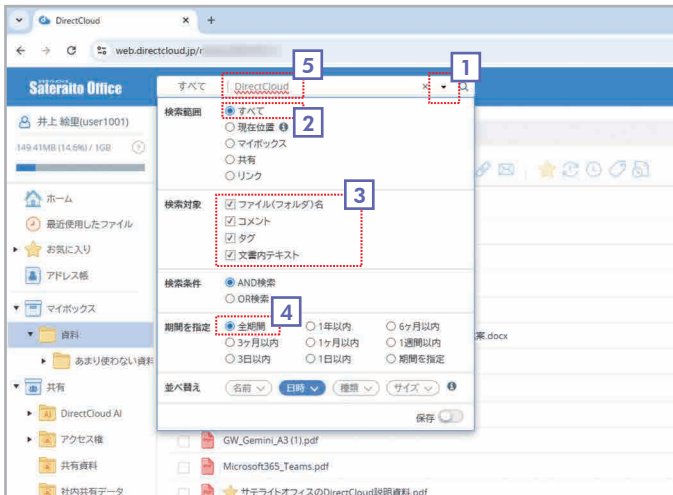 DirectCloud
web.directcloud.jp/r
サテライトオフィス
Sateraito Office
井上 絵里(user1001)
149.41MB (14.6%) / 1GB
ホーム
最近使用したファイル
お気に入り
アドレス帳
マイボックス
資料
あまり使わない資料
共有
DirectCloud AI
アクセス権
共有資料
社内共有データ
5
1
すべて DirectCloud
検索範囲
すべて
2
現在位置
マイボックス
共有
リンク
3
検索対象
ファイル(フォルダ)名
コメント
タグ
文書内テキスト
検索条件
AND検索
OR検索
4
期間を指定
全期間 1年以内 6ヶ月以内
3ヶ月以内 1ヶ月以内 1週間以内
3日以内 1日以内 期間を指定
並べ替え 名前 日時 種類 サイズ
保存
案.docx
GW_Gemini_A3 (1).pdf
Microsoft365_Teams.pdf
サテライトオフィスのDirectCloud説明資料.pdf